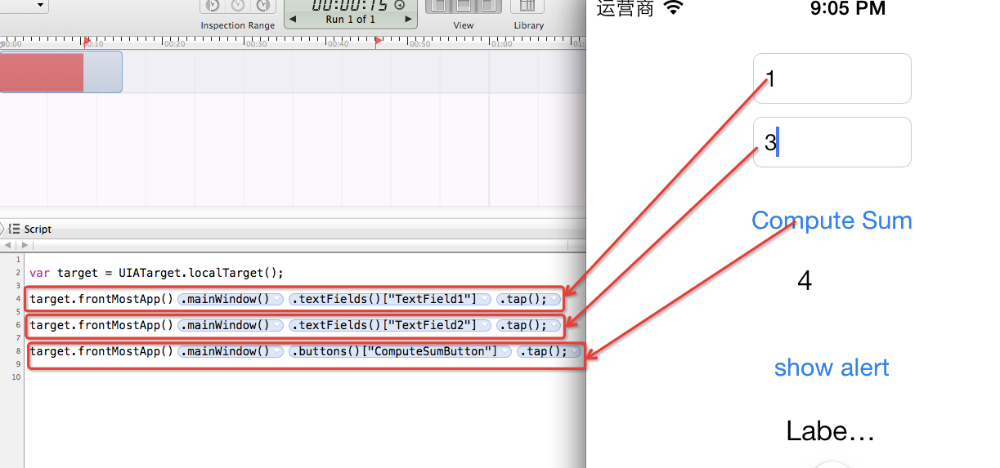 00:00:15
Run 1 of 1
Inspection Range
View
Library
00:00
00:10
00:20
00:30
00:40
00:50
01:00
Script
1
2 var target = UIATarget.localTarget();
3
4 target.frontMostApp() .mainWindow() .textFields()["TextField1"] .tap();
5
6 target.frontMostApp() .mainWindow() .textFields()["TextField2"] .tap();
7
8 target.frontMostApp() .mainWindow() .buttons()["ComputeSumButton"] .tap();
9
10
运营商 9:05 PM
1
3
Compute Sum
4
show alert
Labe…